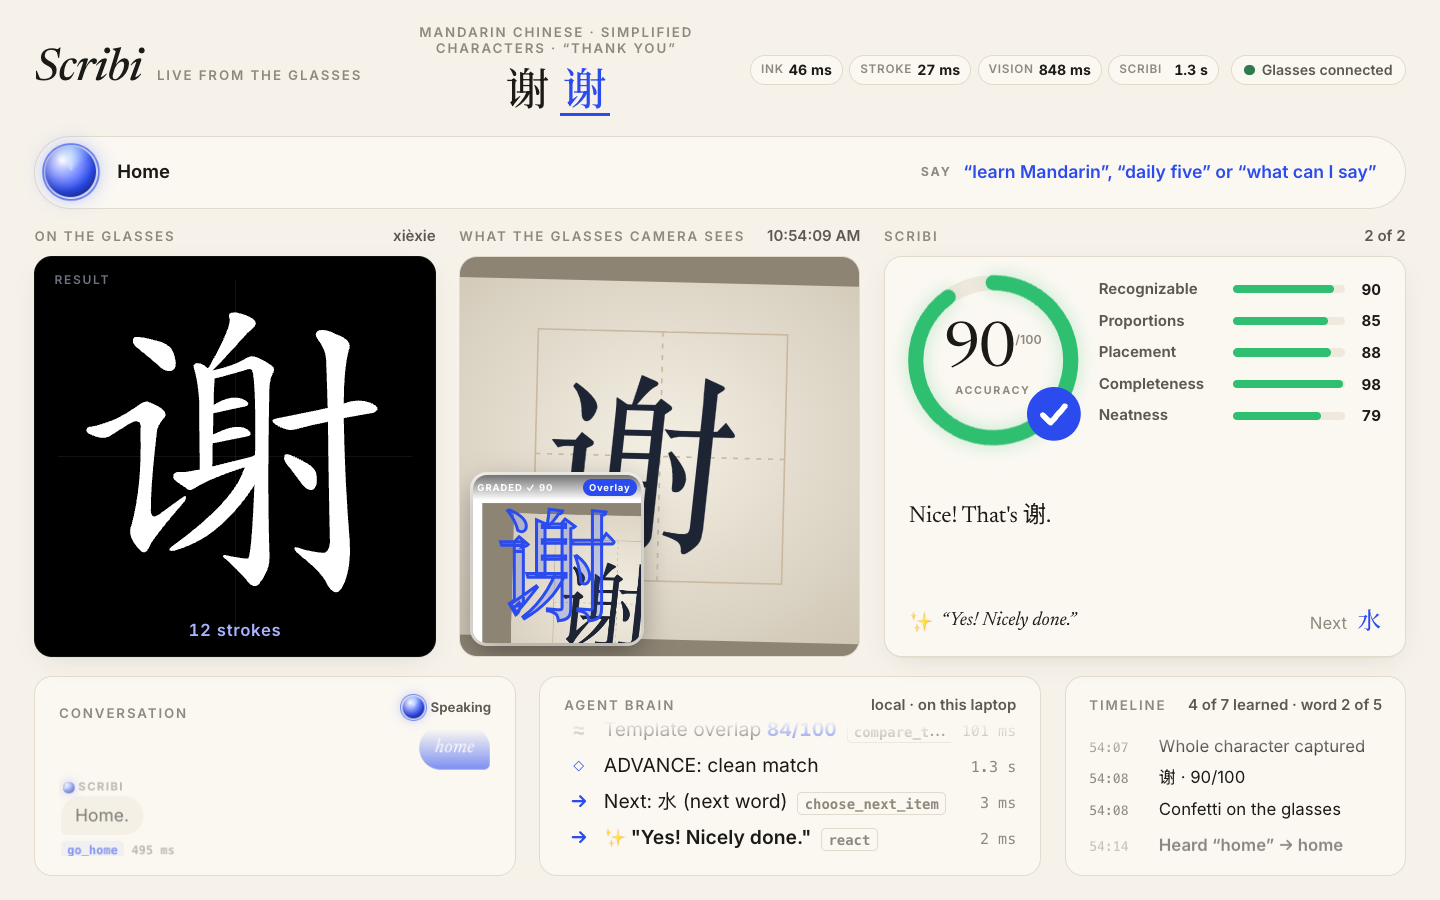 Scribi LIVE FROM THE GLASSES
MANDARIN CHINESE · SIMPLIFIED
CHARACTERS · “THANK YOU”
谢 谢
INK 46 ms STROKE 27 ms VISION 848 ms SCRIBI 1.3 s Glasses connected
Home
SAY “learn Mandarin”, “daily five” or “what can I say”
ON THE GLASSES xièxie
RESULT
谢
12 strokes
WHAT THE GLASSES CAMERA SEES 10:54:09 AM
谢
GRADED ✓ 90 Overlay
谢
谢
SCRIBI 2 of 2
90 /100
ACCURACY
Recognizable 90
Proportions 85
Placement 88
Completeness 98
Neatness 79
Nice! That's 谢.
✨ “Yes! Nicely done.” Next 水
CONVERSATION Speaking
home
SCRIBI
Home.
go_home 495 ms
AGENT BRAIN local · on this laptop
≈ Template overlap 84/100 compare_t... 101 ms
◇ ADVANCE: clean match 1.3 s
→ Next: 水 (next word) choose_next_item 3 ms
→ ✨ "Yes! Nicely done." react 2 ms
TIMELINE 4 of 7 learned · word 2 of 5
54:07 Whole character captured
54:08 谢 · 90/100
54:08 Confetti on the glasses
54:14 Heard “home” → home